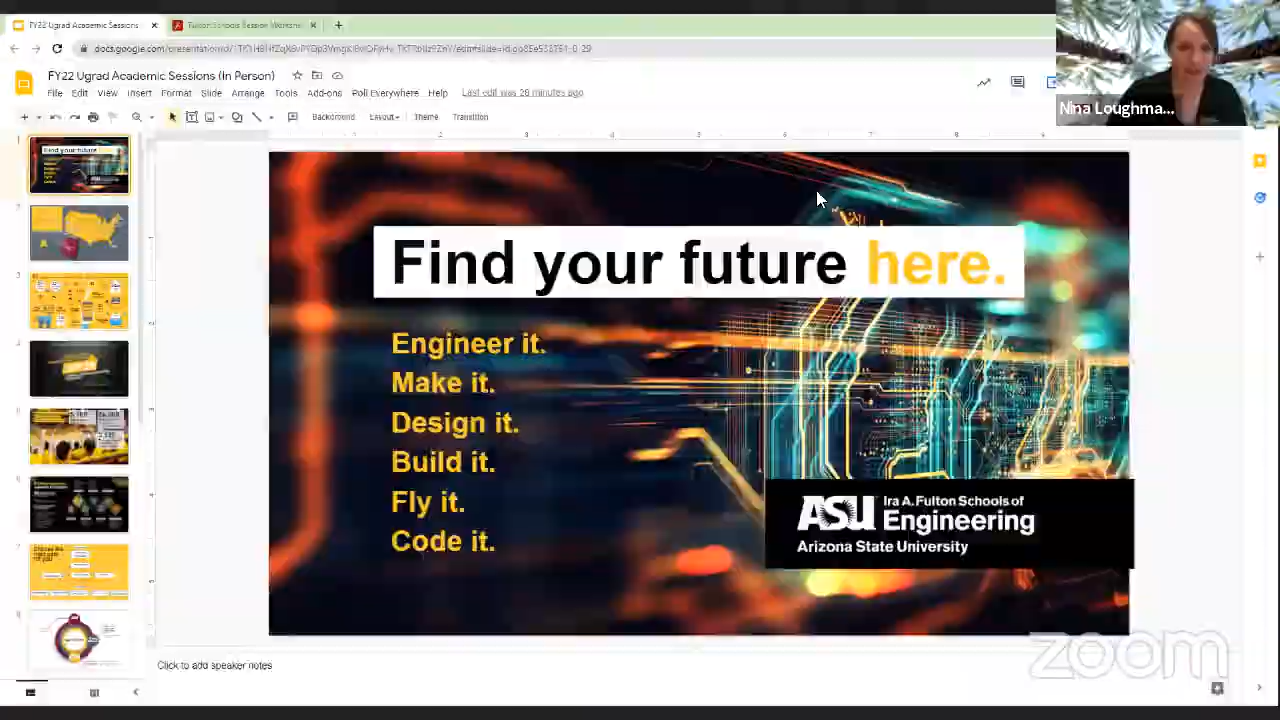 FY22 Ugrad Academic Sessions
Fulton Schools Session Worksheet
FY22 Ugrad Academic Sessions (In Person)
File Edit View Insert Format Slide Arrange Tools Add-ons Poll Everywhere Help Last edit was 28 minutes ago
Background Layout Theme Transition
Nina Loughma...
Find your future here.
Engineer it.
Make it.
Design it.
Build it.
Fly it.
Code it.
ASU Ira A. Fulton Schools of
Engineering
Arizona State University
Click to add speaker notes
zoom